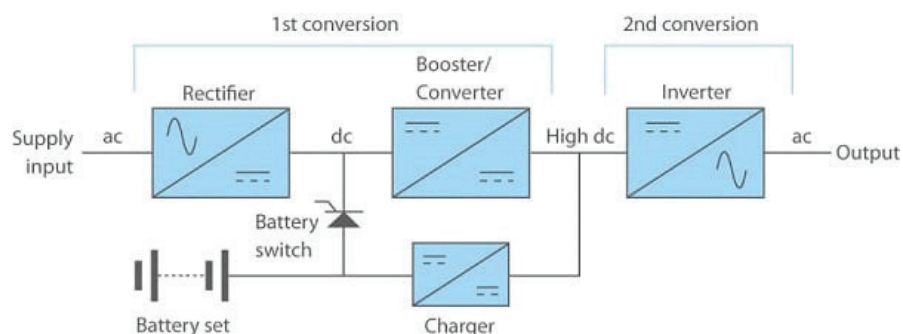 1st conversion
2nd conversion
Rectifier
Booster/
Converter
Inverter
Supply
input
ac
dc
High dc
ac
Output
Battery
switch
Battery set
Charger